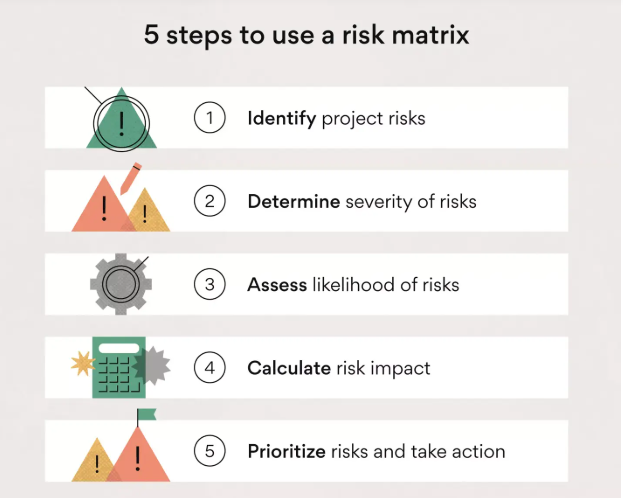 5 steps to use a risk matrix
!
1 Identify project risks
! !
2 Determine severity of risks
3 Assess likelihood of risks
4 Calculate risk impact
! !
5 Prioritize risks and take action